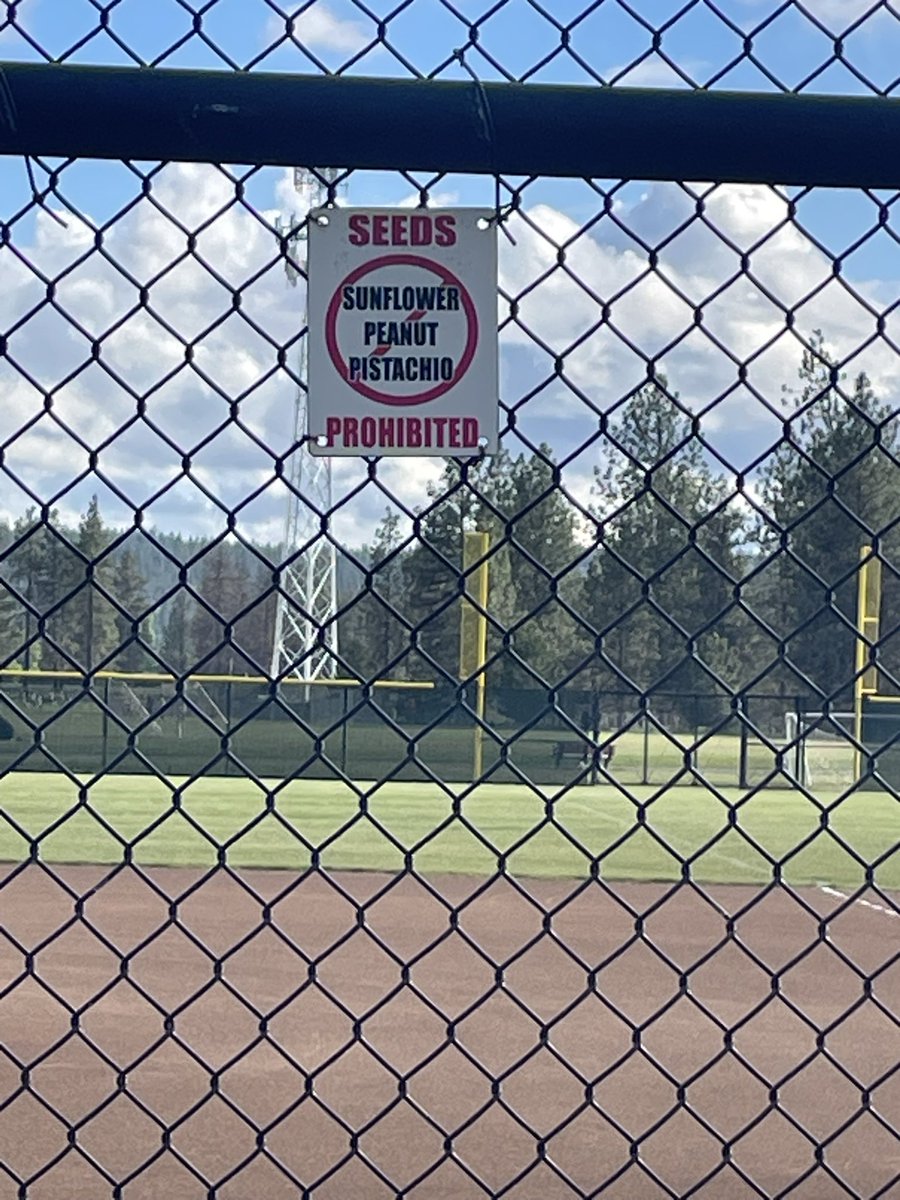 SEEDS
SUNFLOWER
PEANUT
PISTACHIO
PROHIBITED